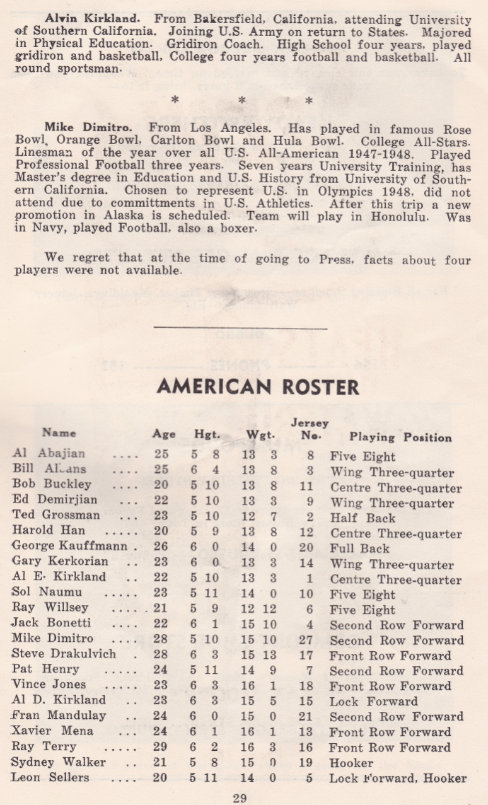 Alvin Kirkland. From Bakersfield, California, attending University
of Southern California. Joining U.S. Army on return to States. Majored
in Physical Education. Gridiron Coach. High School four years, played
gridiron and basketball, College four years football and basketball. All
round sportsman.
* * *
Mike Dimitro. From Los Angeles. Has played in famous Rose
Bowl, Orange Bowl, Carlton Bowl and Hula Bowl. College All-Stars.
Linesman of the year over all U.S. All-American 1947-1948. Played
Professional Football three years. Seven years University Training, has
Master's degree in Education and U.S. History from University of South-
ern California. Chosen to represent U.S. in Olympics 1948, did not
attend due to committments in U.S. Athletics. After this trip a new
promotion in Alaska is scheduled. Team will play in Honolulu. Was
in Navy, played Football, also a boxer.
We regret that at the time of going to Press, facts about four
players were not available.
AMERICAN ROSTER
Name Age Hgt. Wgt. Jersey No. Playing Position
Al Abajian .... 25 5 8 13 3 8 Five Eight
Bill .... 25 6 4 13 8 3 Wing Three-quarter
Bob Buckley .... 20 5 10 13 8 11 Centre Three-quarter
Ed Demirjian ... 22 5 10 13 3 9 Wing Three-quarter
Ted Grossman ... 23 5 10 12 7 2 Half Back
Harold Han ..... 20 5 9 13 8 12 Centre Three-quarter
George Kauffmann . 26 6 0 14 0 20 Full Back
Gary Kerkorian .. 23 6 0 13 3 14 Wing Three-quarter
Al E. Kirkland .. 22 5 10 13 3 1 Centre Three-quarter
Sol Naumu ..... 23 5 11 14 0 10 Five Eight
Ray Willsey ..... 21 5 9 12 12 6 Five Eight
Jack Bonetti .... 22 6 1 15 10 4 Second Row Forward
Mike Dimitro .... 28 5 10 15 10 27 Second Row Forward
Steve Drakulvich . 28 6 3 15 13 17 Front Row Forward
Pat Henry ..... 24 5 11 14 9 7 Second Row Forward
Vince Jones ..... 23 6 3 16 1 18 Front Row Forward
Al D. Kirkland .. 23 6 3 15 5 15 Lock Forward
Fran Mandulay .. 24 6 0 15 0 21 Second Row Forward
Xavier Mena ... 24 6 1 16 1 13 Front Row Forward
Ray Terry ..... 29 6 2 16 3 16 Front Row Forward
Sydney Walker .. 21 5 8 15 0 19 Hooker
Leon Sellers .... 20 5 11 14 0 5 Lock Forward, Hooker
29